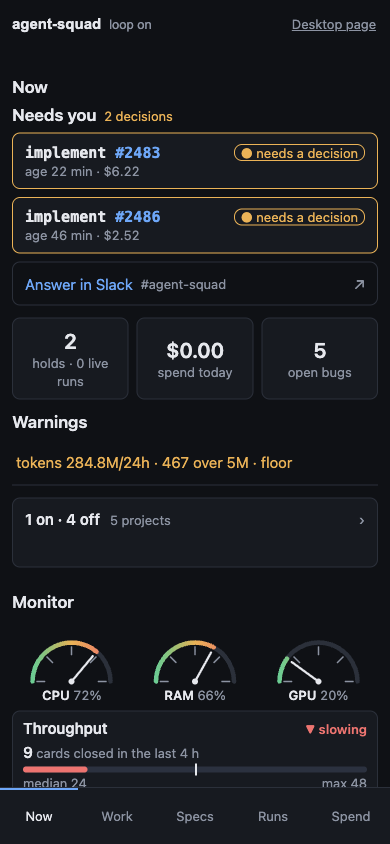 agent-squad loop on Desktop page
Now
Needs you 2 decisions
implement #2483 needs a decision
age 22 min · $6.22
implement #2486 needs a decision
age 46 min · $2.52
Answer in Slack #agent-squad ↗
2
holds · 0 live
runs
$0.00
spend today
5
open bugs
Warnings
tokens 284.8M/24h · 467 over 5M · floor
1 on · 4 off 5 projects ›
Monitor
CPU 72% RAM 66% GPU 20%
Throughput ▼ slowing
9 cards closed in the last 4 h
median 24 max 48
Now Work Specs Runs Spend